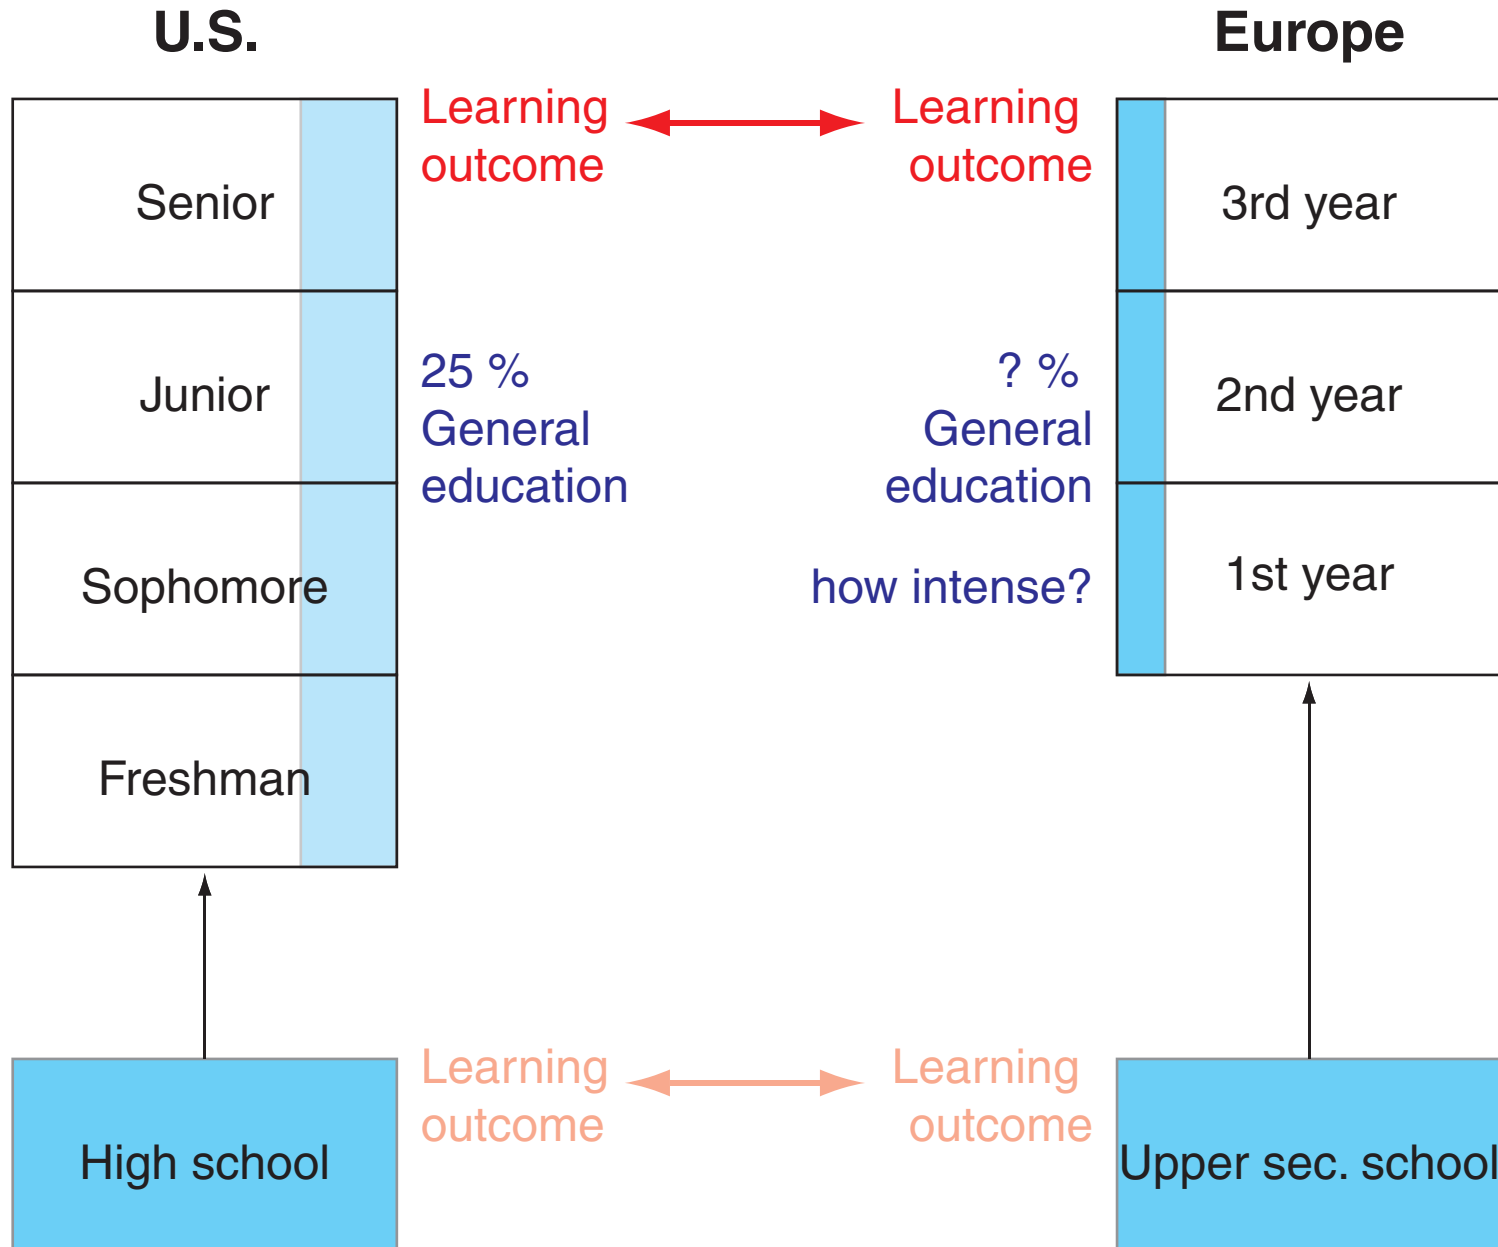 U.S.
Europe
Learning
outcome
Learning
outcome
Senior
3rd year
Junior
25 %
General
education
? %
General
education
2nd year
Sophomore
how intense?
1st year
Freshman
Learning
outcome
Learning
outcome
High school
Upper sec. school